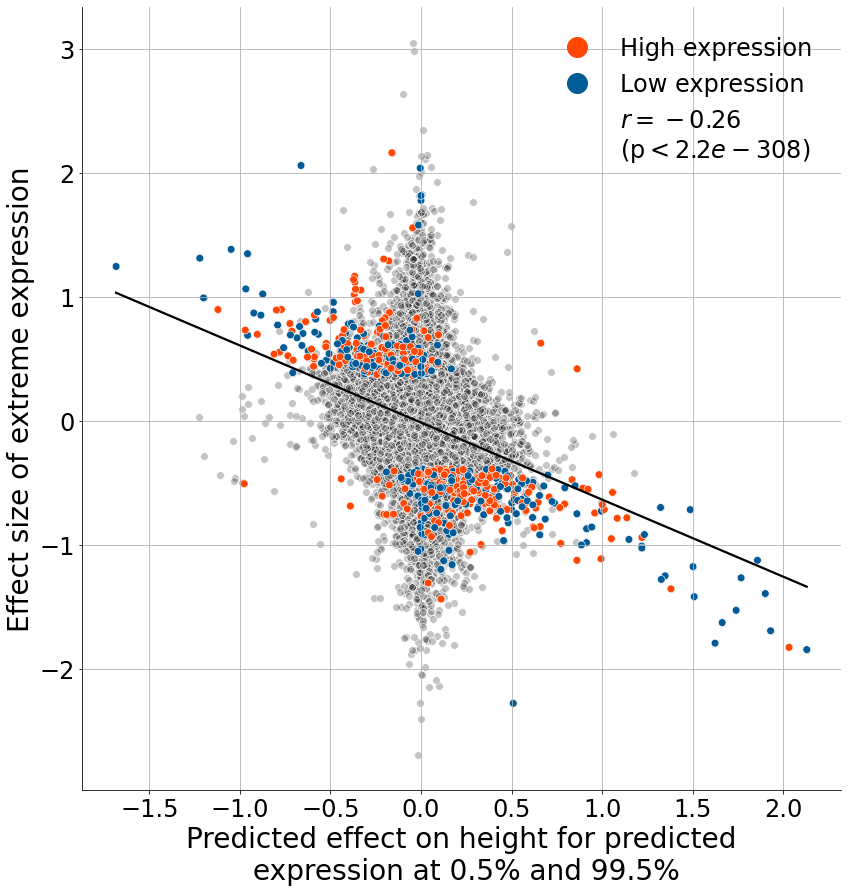 High expression
Low expression
r = −0.26
(p < 2.2e − 308)
Effect size of extreme expression
3
2
1
0
−1
−2
−1.5
−1.0
−0.5
0.0
0.5
1.0
1.5
2.0
Predicted effect on height for predicted
expression at 0.5% and 99.5%